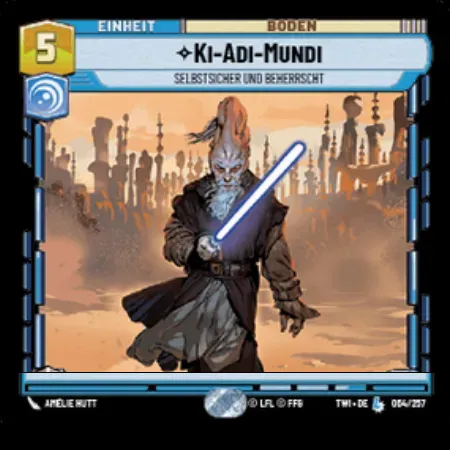 EINHEIT
BODEN
5
KI-ADI-MUNDI
SELBSTSICHER UND BEHERRSCHT
AMÉLIE HUTT
© LFL © FFG
TWI • DE L 064/257